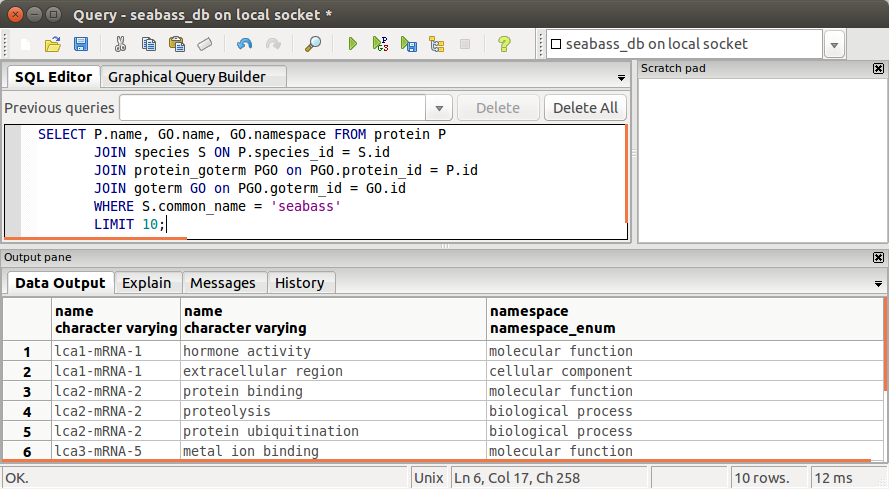 Query - seabass_db on local socket *
seabass_db on local socket
SQL Editor Graphical Query Builder
Scratch pad
Previous queries Delete Delete All
SELECT P.name, GO.name, GO.namespace FROM protein P
JOIN species S ON P.species_id = S.id
JOIN protein_goterm PGO on PGO.protein_id = P.id
JOIN goterm GO on PGO.goterm_id = GO.id
WHERE S.common_name = 'seabass'
LIMIT 10;
Output pane
Data Output Explain Messages History
name name namespace
character varying character varying namespace_enum
1 lca1-mRNA-1 hormone activity molecular function
2 lca1-mRNA-1 extracellular region cellular component
3 lca2-mRNA-2 protein binding molecular function
4 lca2-mRNA-2 proteolysis biological process
5 lca2-mRNA-2 protein ubiquitination biological process
6 lca3-mRNA-5 metal ion binding molecular function
OK. Unix Ln 6, Col 17, Ch 258 10 rows. 12 ms